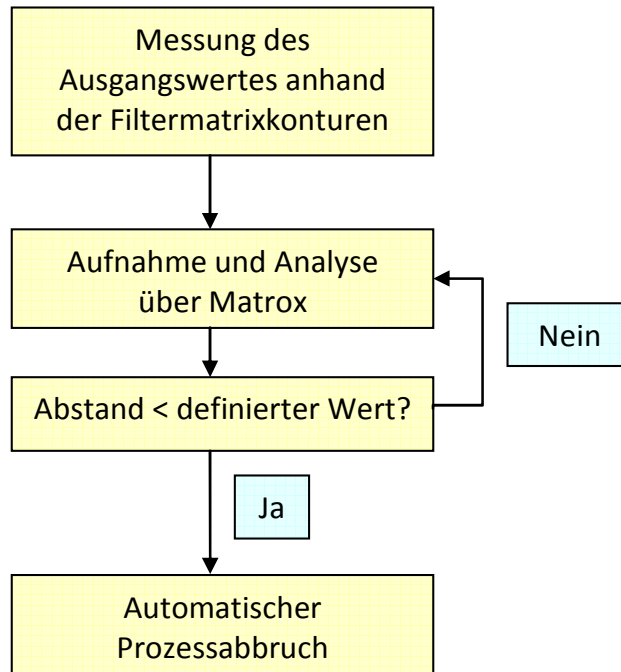 Messung des
Ausgangswertes anhand
der Filtermatrixkonturen
Aufnahme und Analyse
über Matrox
Nein
Abstand < definierter Wert?
Ja
Automatischer
Prozessabbruch